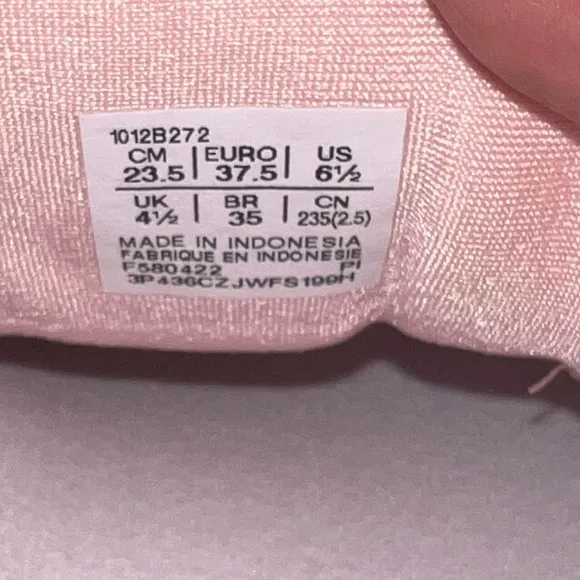 1012B272
CM | EURO | US
23.5 | 37.5 | 6½
UK | BR | CN
4½ | 35 | 235(2.5)
MADE IN INDONESIA
FABRIQUE EN INDONESIE
F580422 PI
3P436CZJWFS199H